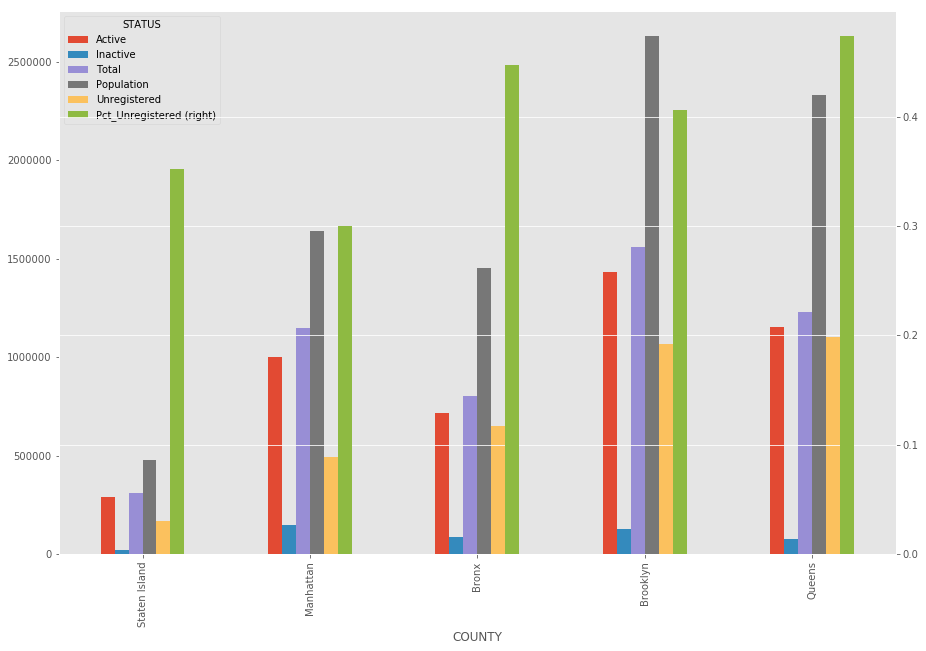 STATUS
Active
Inactive
Total
Population
Unregistered
Pct_Unregistered (right)
2500000
2000000
1500000
1000000
500000
0
0.4
0.3
0.2
0.1
0.0
Staten Island
Manhattan
Bronx
Brooklyn
Queens
COUNTY